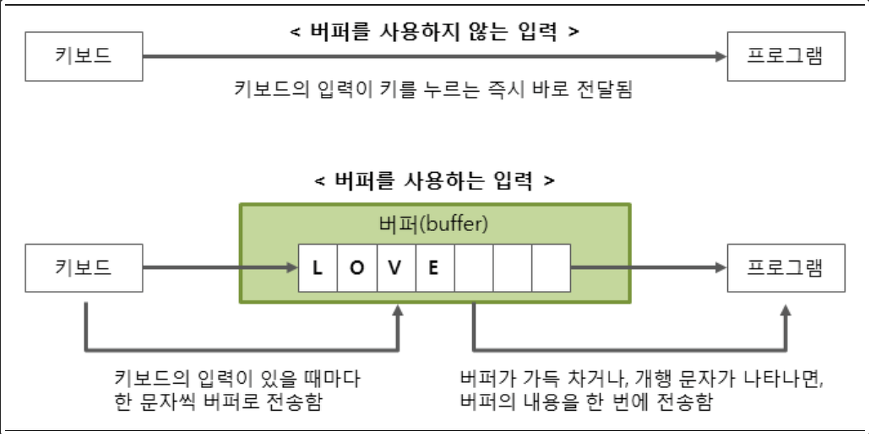 < 버퍼를 사용하지 않는 입력 >
키보드
프로그램
키보드의 입력이 키를 누르는 즉시 바로 전달됨
< 버퍼를 사용하는 입력 >
버퍼(buffer)
키보드
L O V E
프로그램
키보드의 입력이 있을 때마다
한 문자씩 버퍼로 전송함
버퍼가 가득 차거나, 개행 문자가 나타나면,
버퍼의 내용을 한 번에 전송함